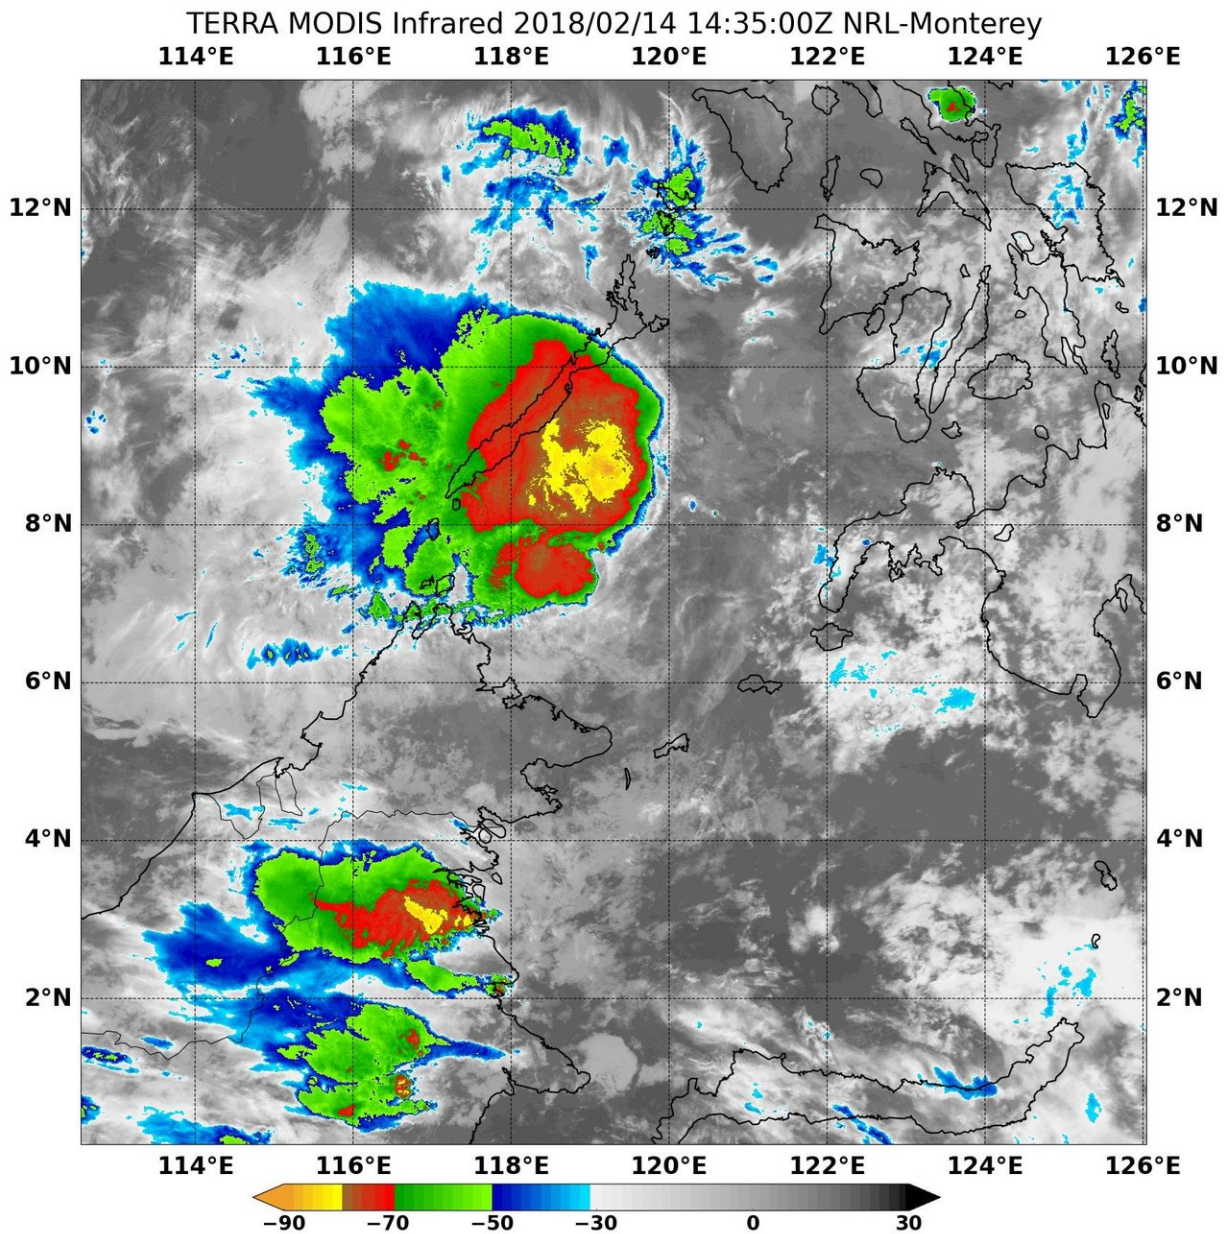 TERRA MODIS Infrared 2018/02/14 14:35:00Z NRL-Monterey
114°E 116°E 118°E 120°E 122°E 124°E 126°E
12°N 12°N
10°N 10°N
8°N 8°N
6°N 6°N
4°N 4°N
2°N 2°N
114°E 116°E 118°E 120°E 122°E 124°E 126°E
−90 −70 −50 −30 0 30